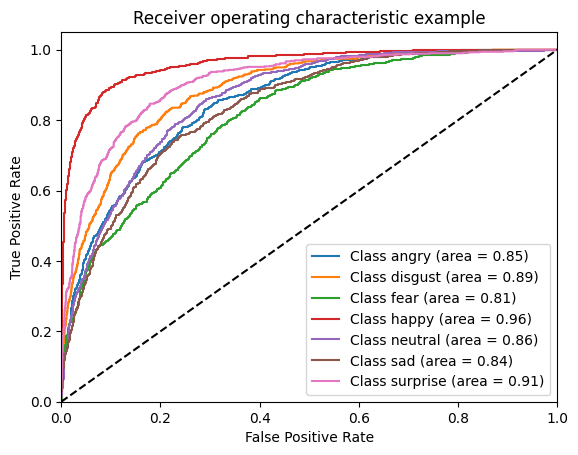 Receiver operating characteristic example
True Positive Rate
1.0
0.8
0.6
0.4
0.2
0.0
Class angry (area = 0.85)
Class disgust (area = 0.89)
Class fear (area = 0.81)
Class happy (area = 0.96)
Class neutral (area = 0.86)
Class sad (area = 0.84)
Class surprise (area = 0.91)
0.0 0.2 0.4 0.6 0.8 1.0
False Positive Rate